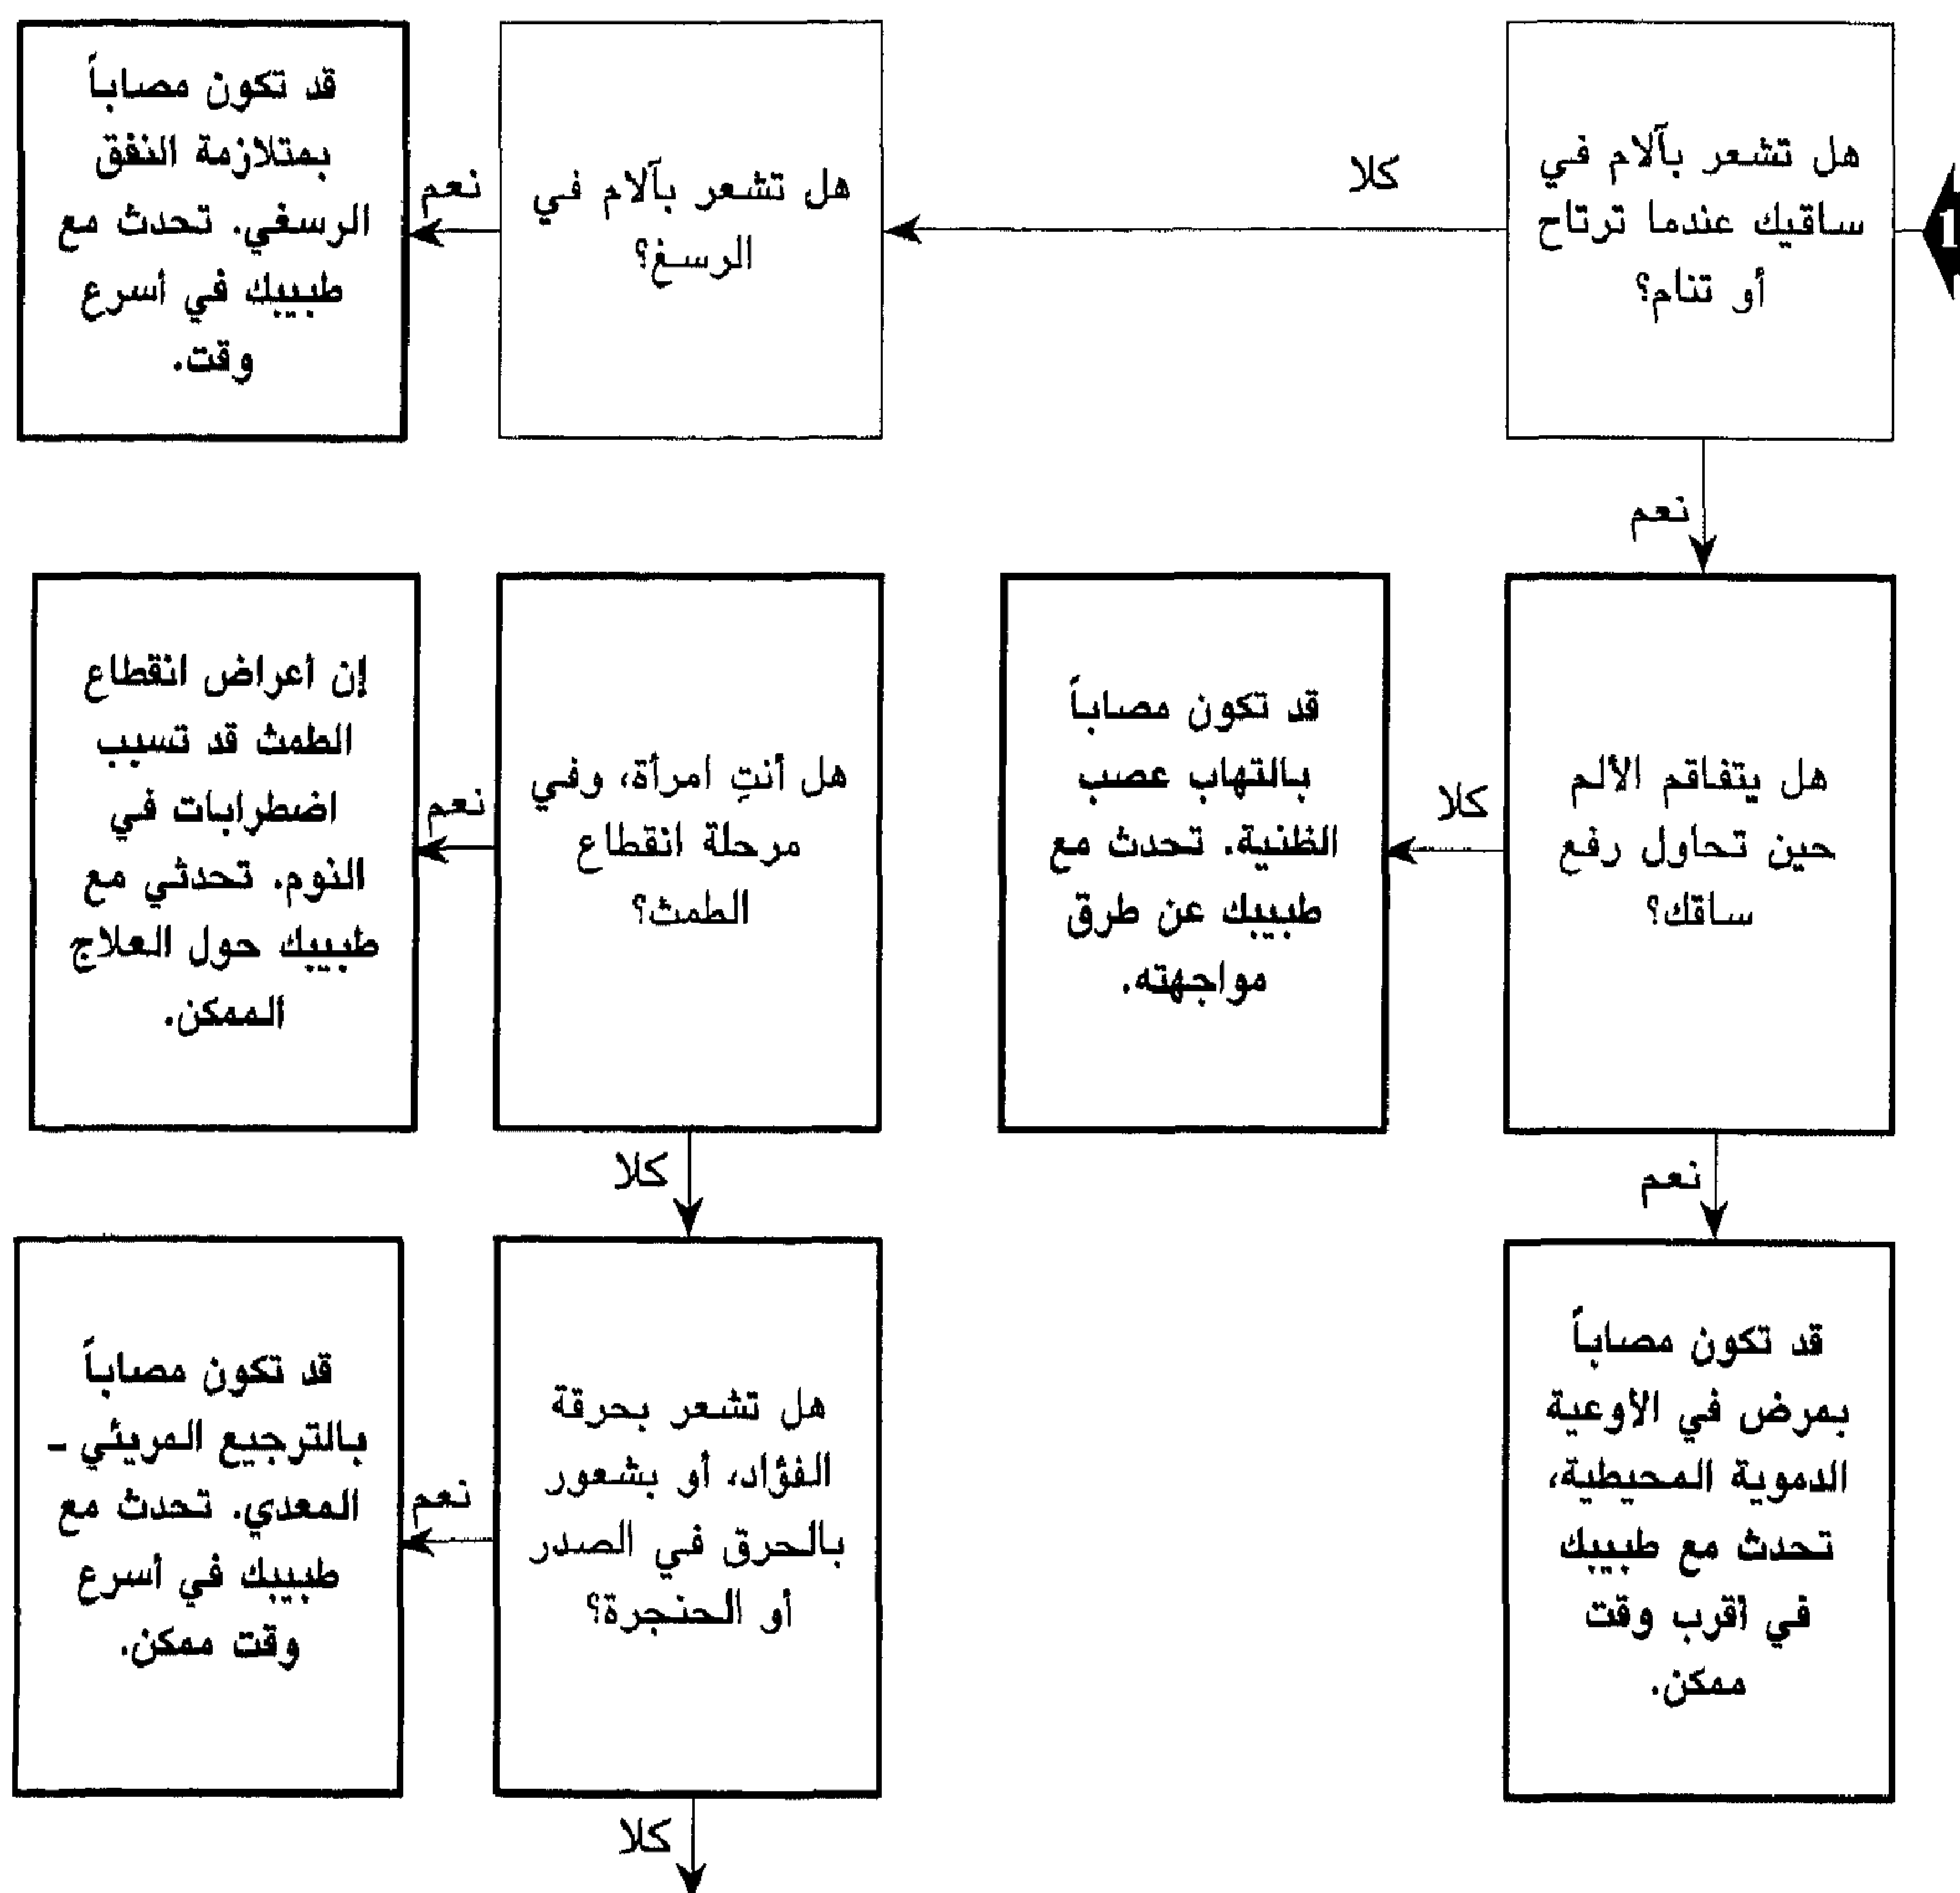 1
هل تشعر بآلام في
ساقيك عندما ترتاح
أو تنام؟
كلا
هل تشعر بآلام في
الرسغ؟
نعم
قد تكون مصاباً
بمتلازمة النفق
الرسغي. تحدث مع
طبيبك في أسرع
وقت.
نعم
هل يتفاقم الألم
حين تحاول رفع
ساقك؟
كلا
قد تكون مصاباً
بالتهاب عصب
الظنية. تحدث مع
طبيبك عن طرق
مواجهته.
هل أنتِ امرأة، وفي
مرحلة انقطاع
الطمث؟
نعم
إن أعراض انقطاع
الطمث قد تسبب
اضطرابات في
النوم. تحدثي مع
طبيبك حول العلاج
الممكن.
نعم
كلا
قد تكون مصاباً
بمرض في الأوعية
الدموية المحيطية،
تحدث مع طبيبك
في أقرب وقت
ممكن.
هل تشعر بحرقة
الفؤاد، أو بشعور
بالحرق في الصدر
أو الحنجرة؟
نعم
قد تكون مصاباً
بالترجيع المريئي ـ
المعدي. تحدث مع
طبيبك في أسرع
وقت ممكن.
كلا